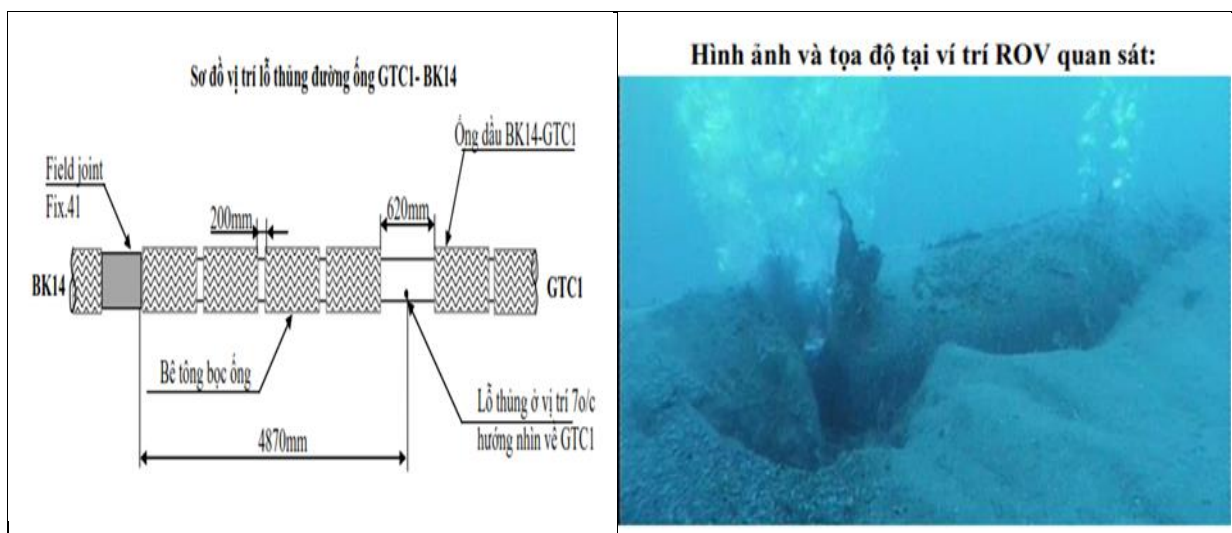 Sơ đồ vị trí lỗ thủng đường ống GTC1- BK14
Ống dầu BK14-GTC1
Field joint
Fix.41
200mm
620mm
BK14
GTC1
Bê tông bọc ống
Lỗ thủng ở vị trí 7o/c
hướng nhìn về GTC1
4870mm
Hình ảnh và tọa độ tại ví trí ROV quan sát: